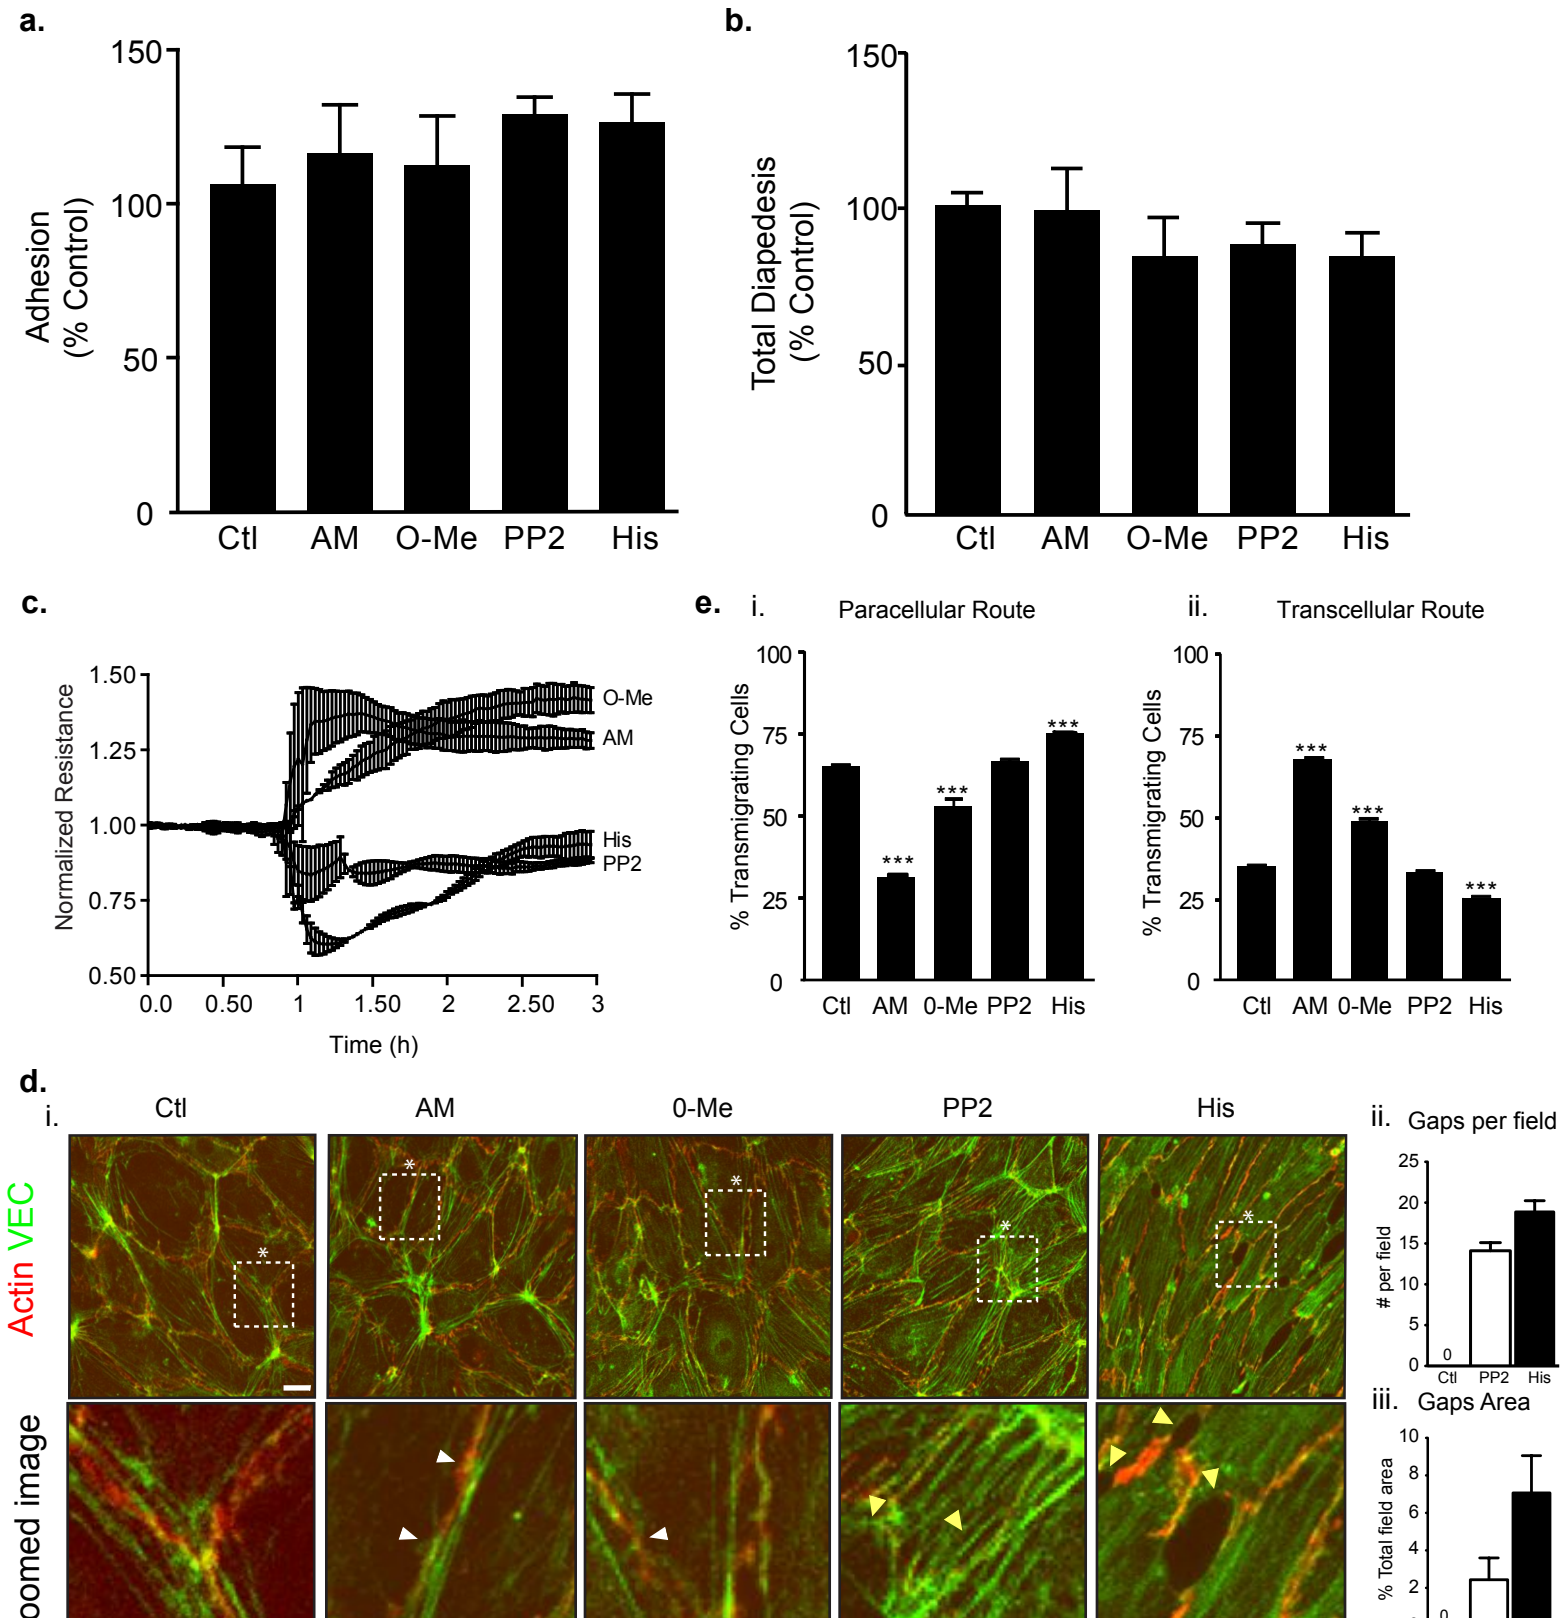 a.
150
100
50
0
Adhesion
(% Control)
Ctl AM O-Me PP2 His
b.
150
100
50
0
Total Diapedesis
(% Control)
Ctl AM O-Me PP2 His
c.
1.50
1.25
1.00
0.75
0.50
Normalized Resistance
O-Me
AM
His
PP2
0.0 0.50 1 1.50 2 2.50 3
Time (h)
e. i. Paracellular Route
100
75
50
25
0
% Transmigrating Cells
***
***
***
Ctl AM 0-Me PP2 His
ii. Transcellular Route
100
75
50
25
0
% Transmigrating Cells
***
***
***
Ctl AM 0-Me PP2 His
d.
i.
Ctl AM 0-Me PP2 His
Actin VEC
* * * * *
oomed image
ii. Gaps per field
25
20
15
10
5
0
# per field
0
Ctl PP2 His
iii. Gaps Area
10
8
6
4
2
% Total field area
0